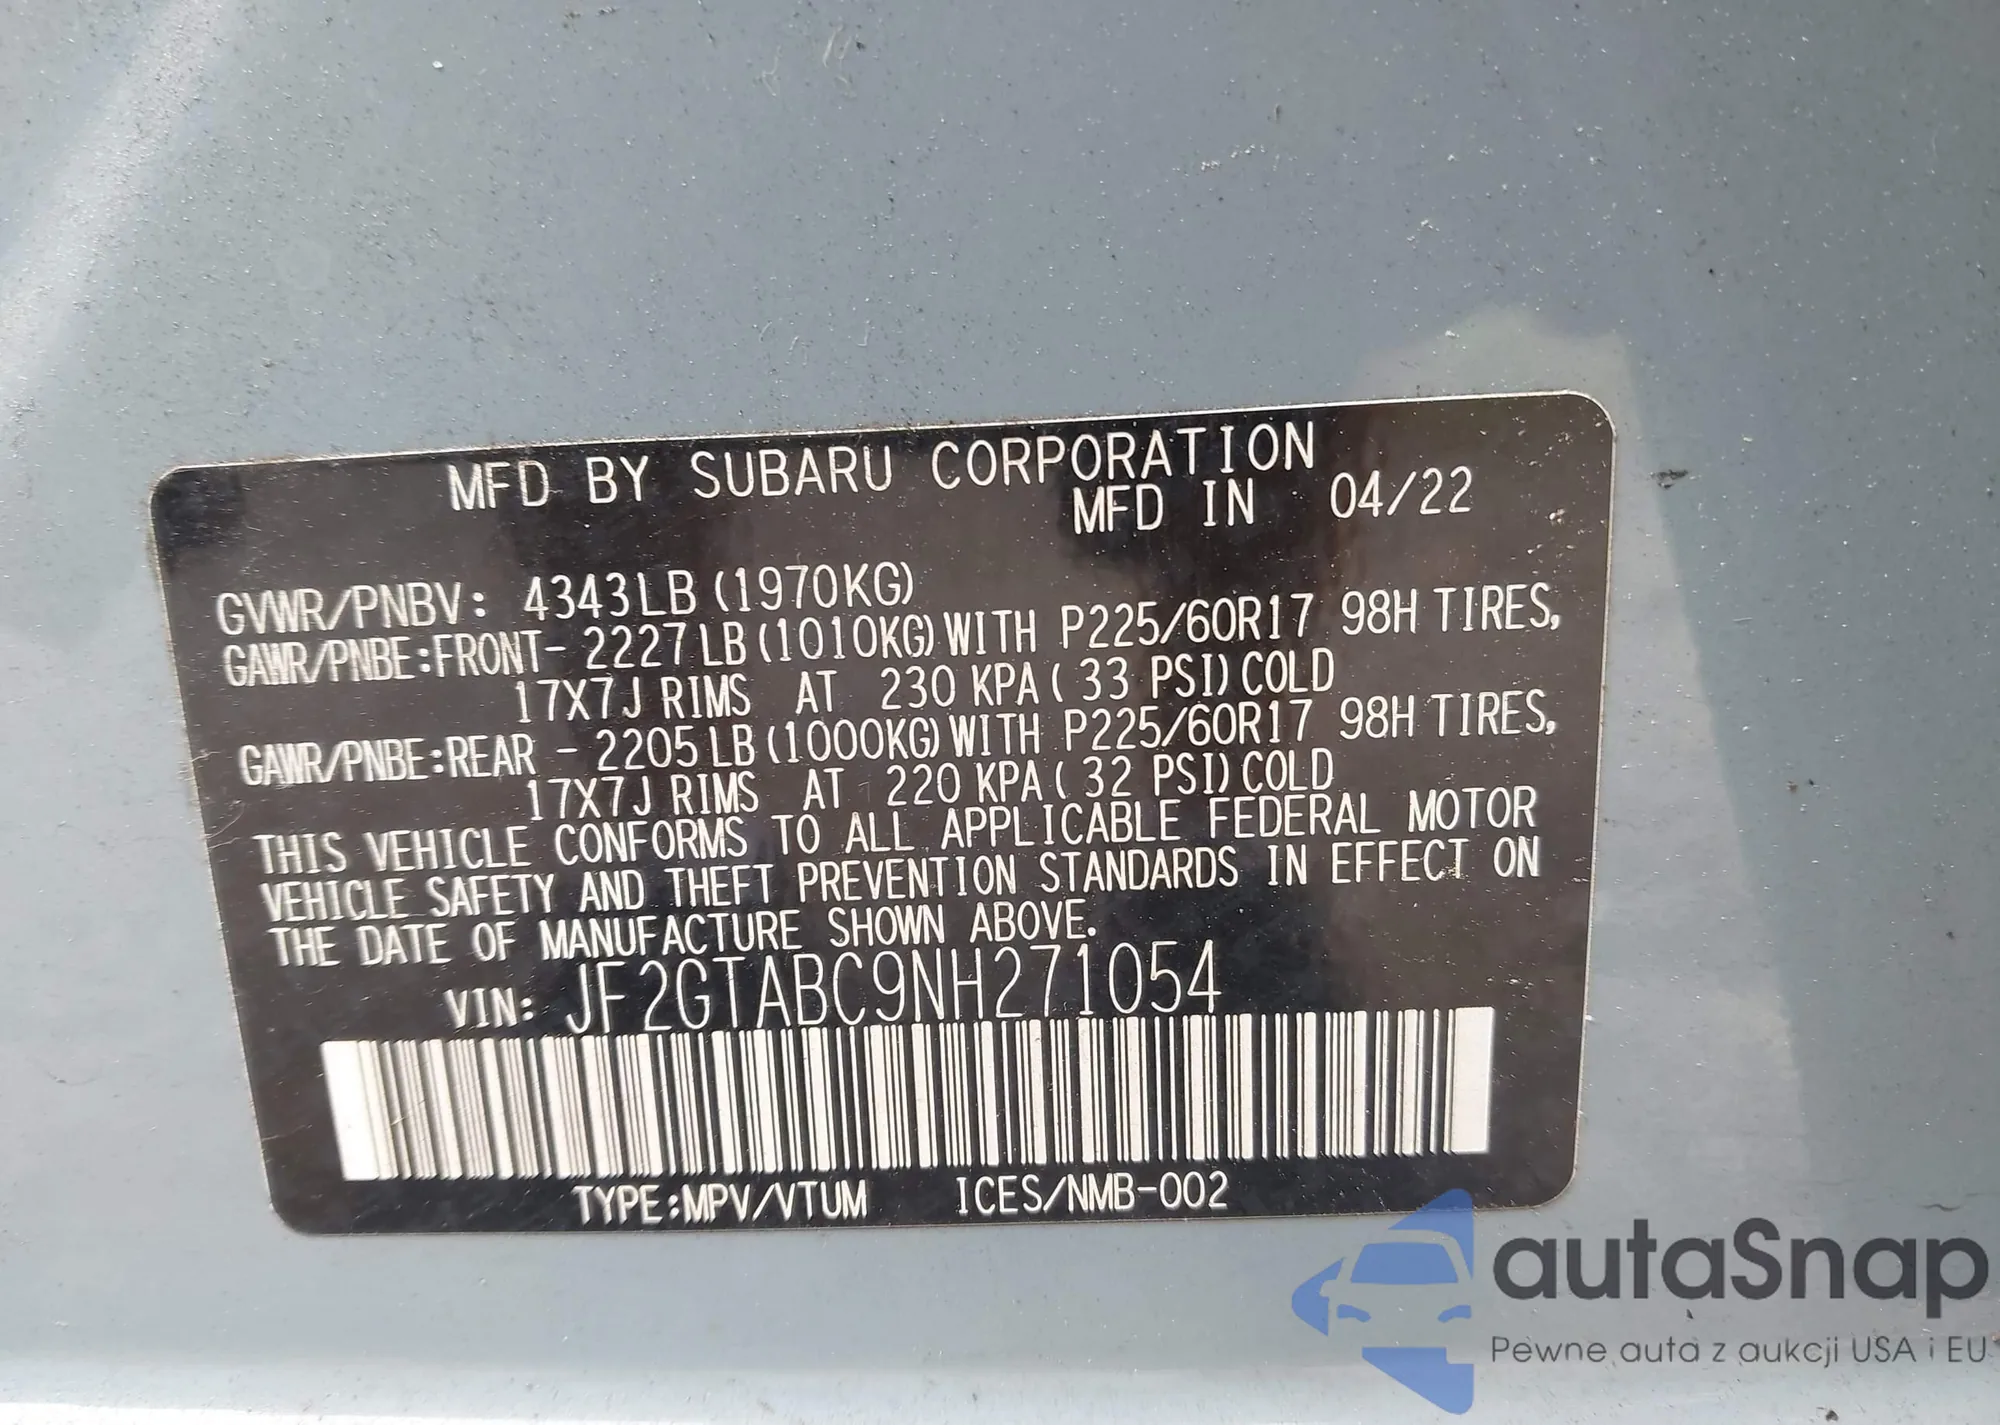 MFD BY SUBARU CORPORATION
MFD IN 04/22
GVWR/PNBV: 4343LB (1970KG)
GAWR/PNBE:FRONT- 2227LB (1010KG) WITH P225/60R17 98H TIRES,
17X7J RIMS AT 230 KPA ( 33 PSI) COLD
GAWR/PNBE:REAR - 2205LB (1000KG) WITH P225/60R17 98H TIRES,
17X7J RIMS AT 220 KPA ( 32 PSI) COLD
THIS VEHICLE CONFORMS TO ALL APPLICABLE FEDERAL MOTOR
VEHICLE SAFETY AND THEFT PREVENTION STANDARDS IN EFFECT ON
THE DATE OF MANUFACTURE SHOWN ABOVE.
VIN: JF2GTABC9NH271054
TYPE:MPV/VTUM ICES/NMB-002
autaSnap
Pewne auta z aukcji USA i EU